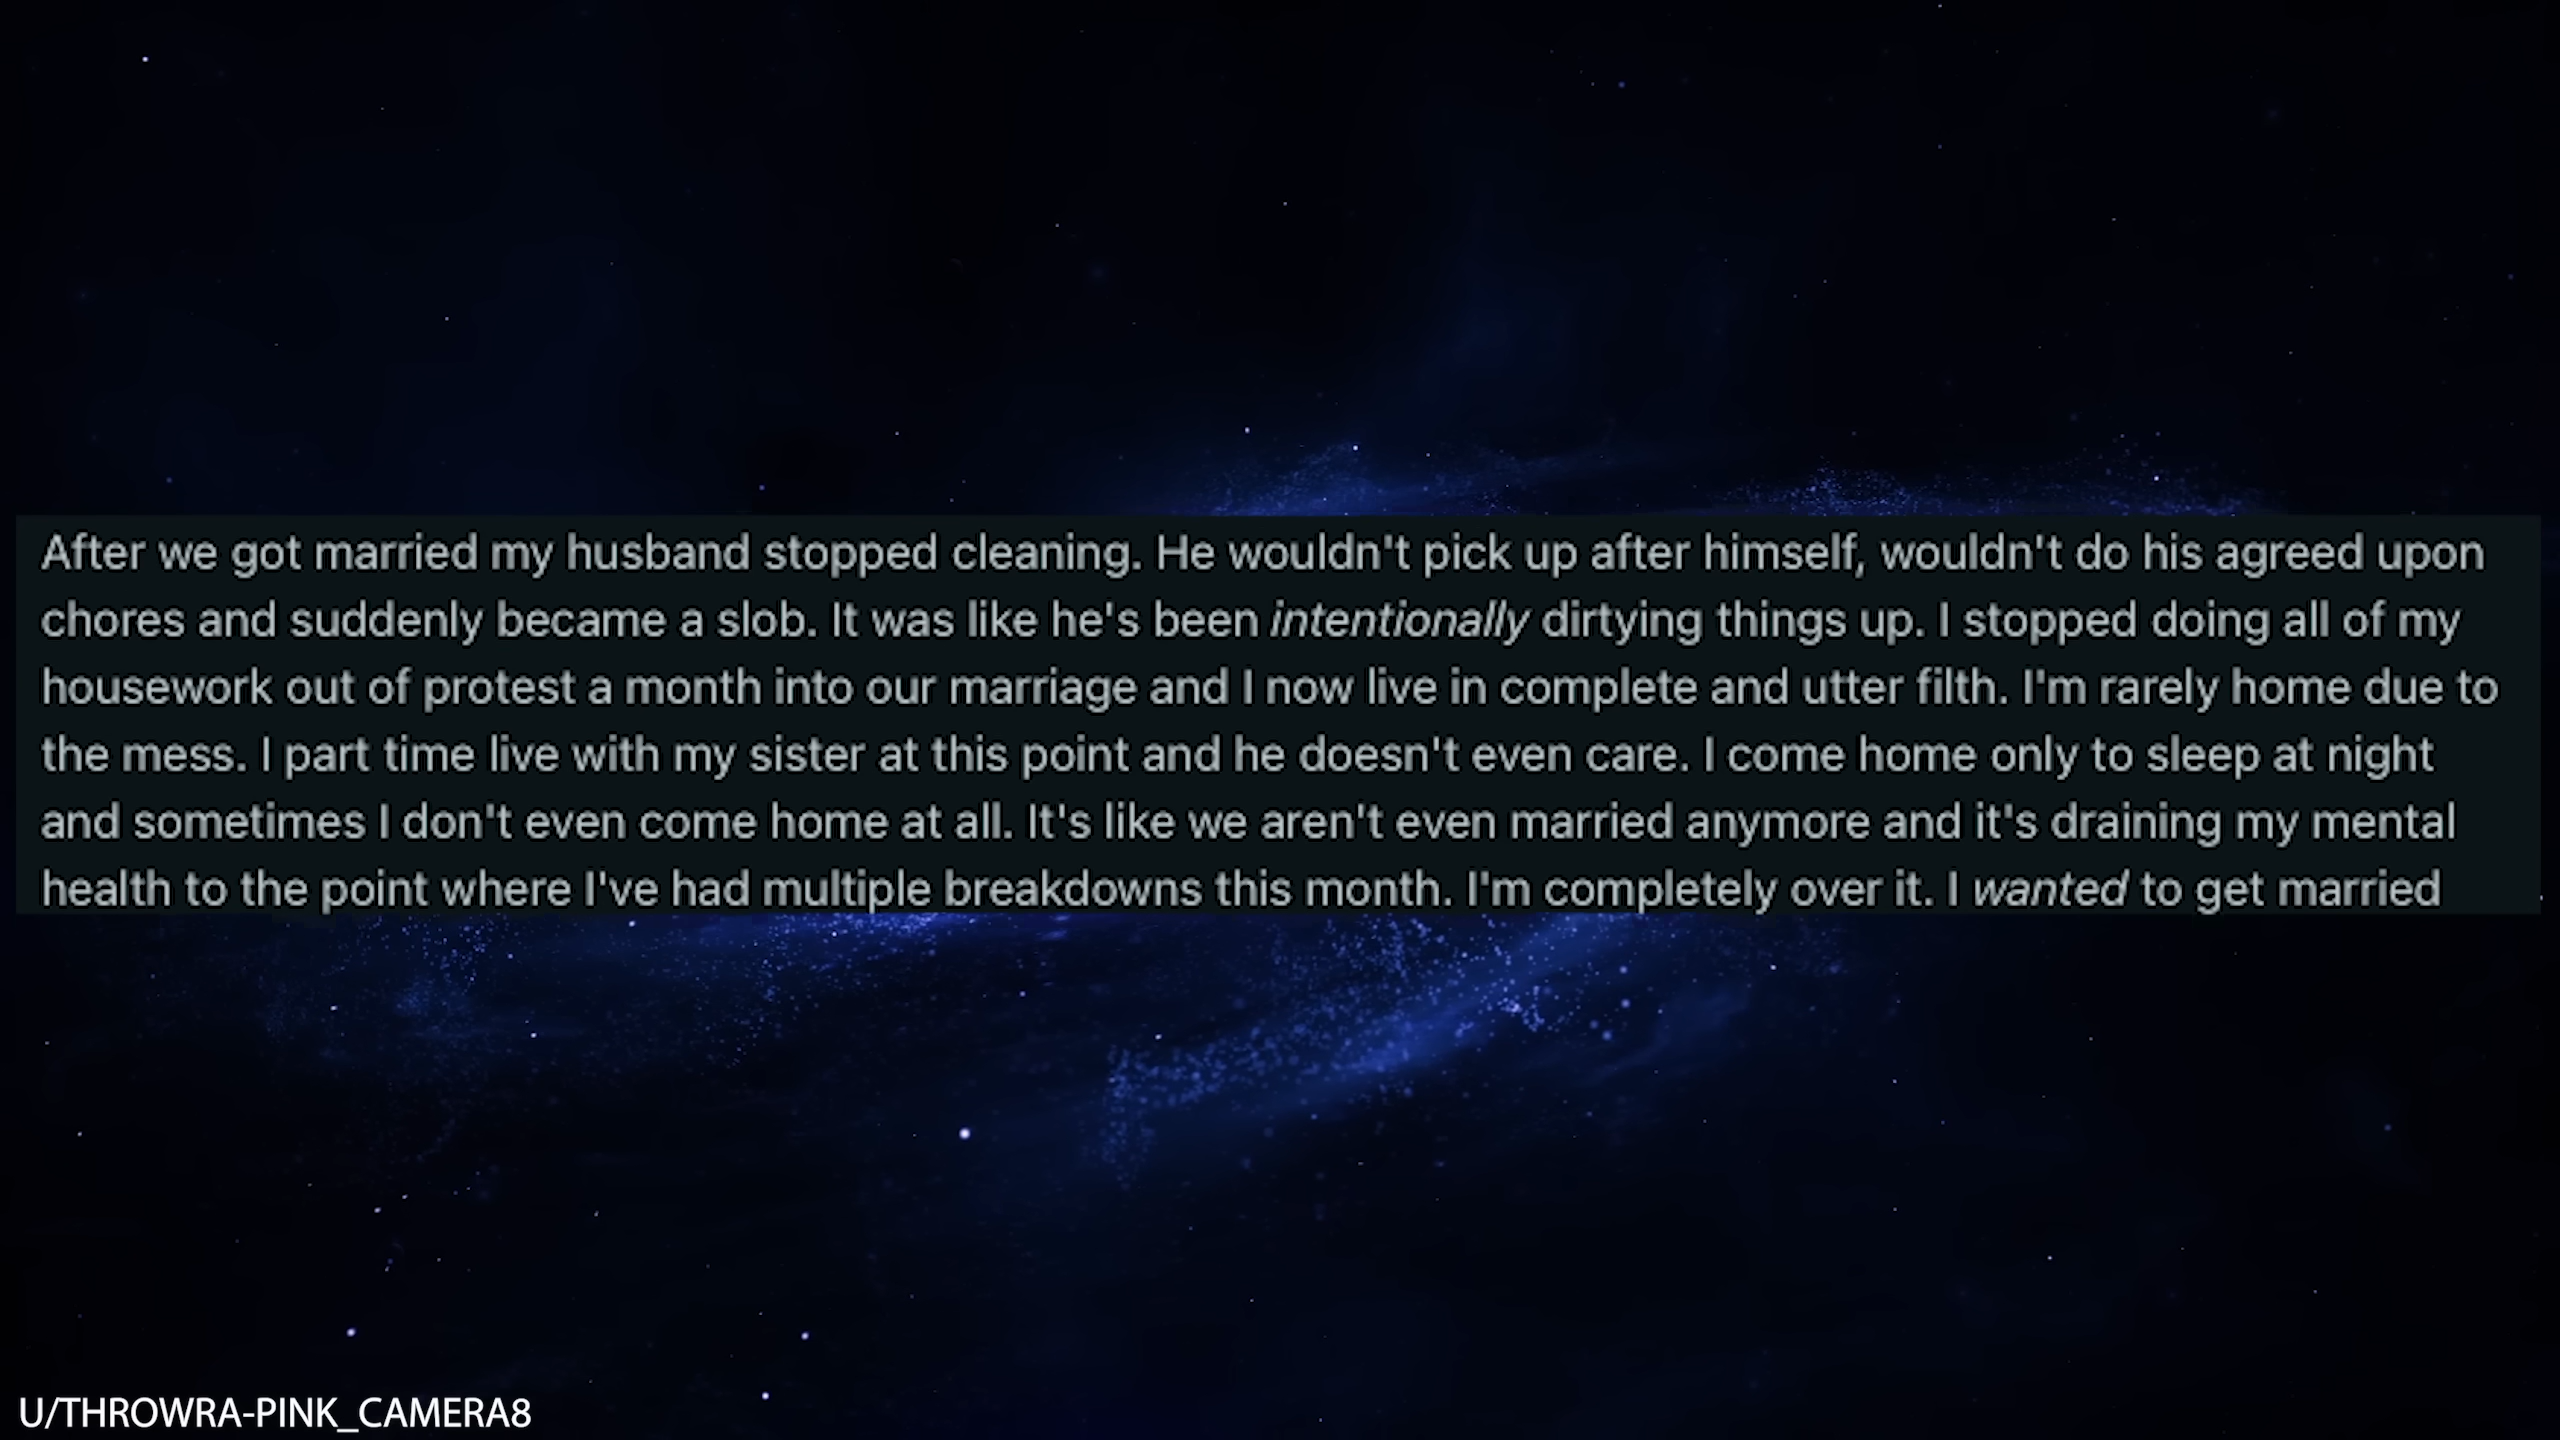 After we got married my husband stopped cleaning. He wouldn't pick up after himself, wouldn't do his agreed upon
chores and suddenly became a slob. It was like he's been intentionally dirtying things up. I stopped doing all of my
housework out of protest a month into our marriage and I now live in complete and utter filth. I'm rarely home due to
the mess. I part time live with my sister at this point and he doesn't even care. I come home only to sleep at night
and sometimes I don't even come home at all. It's like we aren't even married anymore and it's draining my mental
health to the point where I've had multiple breakdowns this month. I'm completely over it. I wanted to get married
U/THROWRA-PINK_CAMERA8